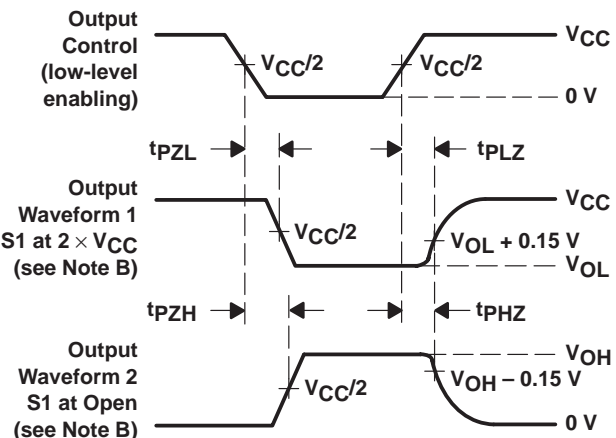 Output
Control
(low-level
enabling)
VCC/2
VCC/2
VCC
0 V
tPZL
tPLZ
Output
Waveform 1
S1 at 2 × VCC
(see Note B)
VCC/2
VCC
VOL + 0.15 V
VOL
tPZH
tPHZ
Output
Waveform 2
S1 at Open
(see Note B)
VCC/2
VOH
VOH − 0.15 V
0 V